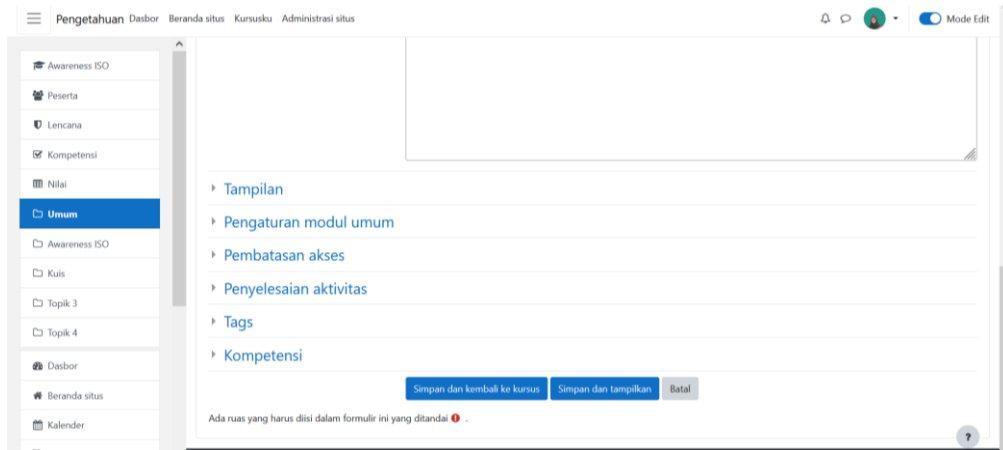 Pengetahuan Dasbor Beranda situs Kursusku Administrasi situs Mode Edit
Awareness ISO
Peserta
Lencana
Kompetensi
Nilai
Umum
Awareness ISO
Kuis
Topik 3
Topik 4
Dasbor
Beranda situs
Kalender
Tampilan
Pengaturan modul umum
Pembatasan akses
Penyelesaian aktivitas
Tags
Kompetensi
Simpan dan kembali ke kursus Simpan dan tampilkan Batal
Ada ruas yang harus diisi dalam formulir ini yang ditandai .
?